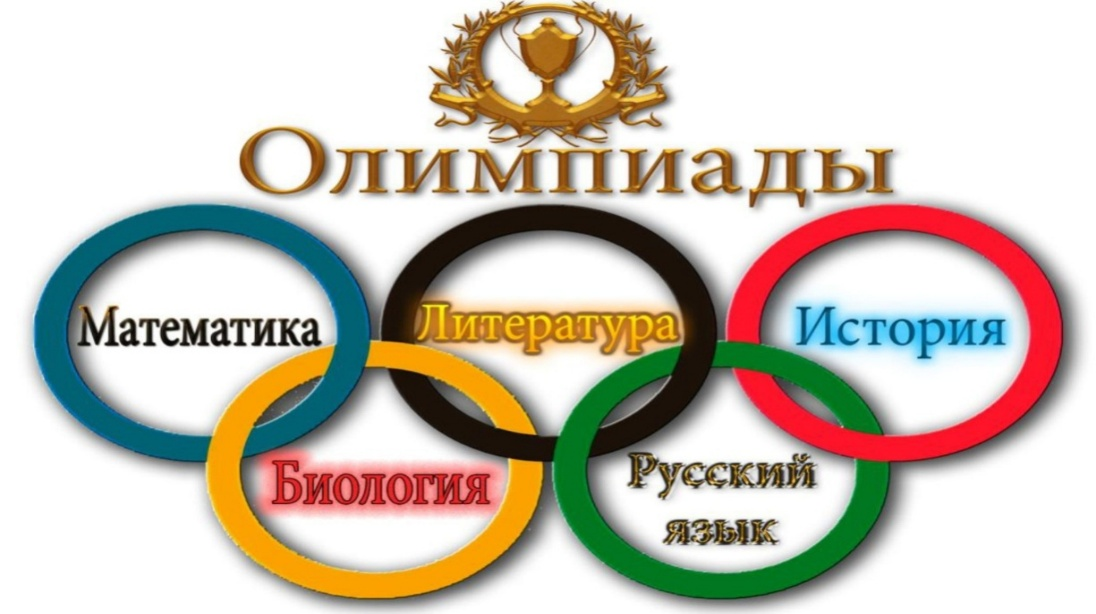 Олимпиады
Математика
Литература
История
Биология
Русский
язык